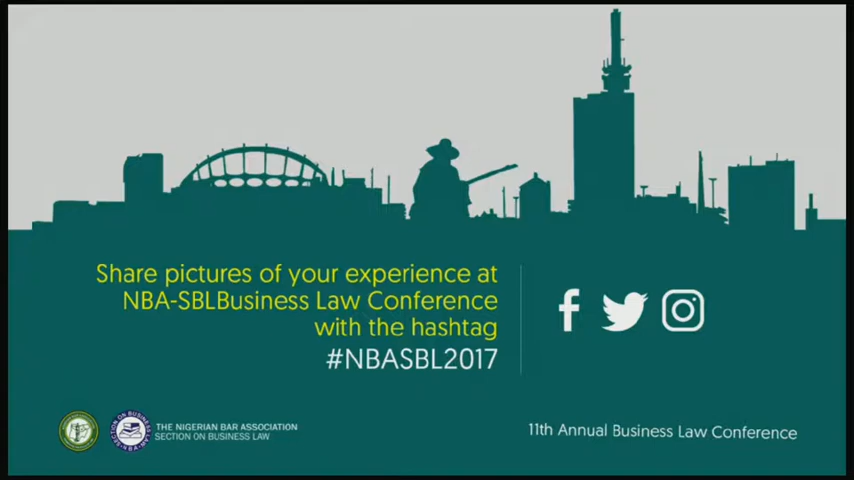 Share pictures of your experience at
NBA-SBLBusiness Law Conference
with the hashtag
#NBASBL2017
THE NIGERIAN BAR ASSOCIATION
SECTION ON BUSINESS LAW
11th Annual Business Law Conference